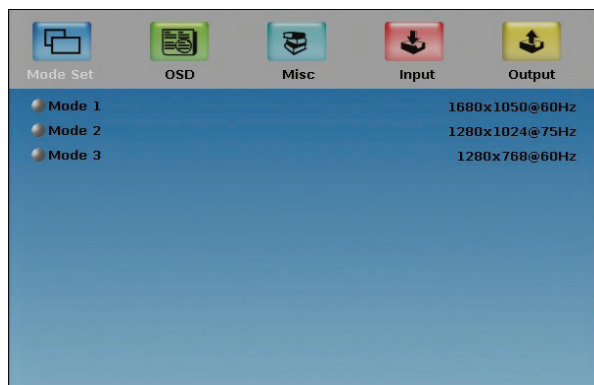 Mode Set OSD Misc Input Output
Mode 1 1680x1050@60Hz
Mode 2 1280x1024@75Hz
Mode 3 1280x768@60Hz